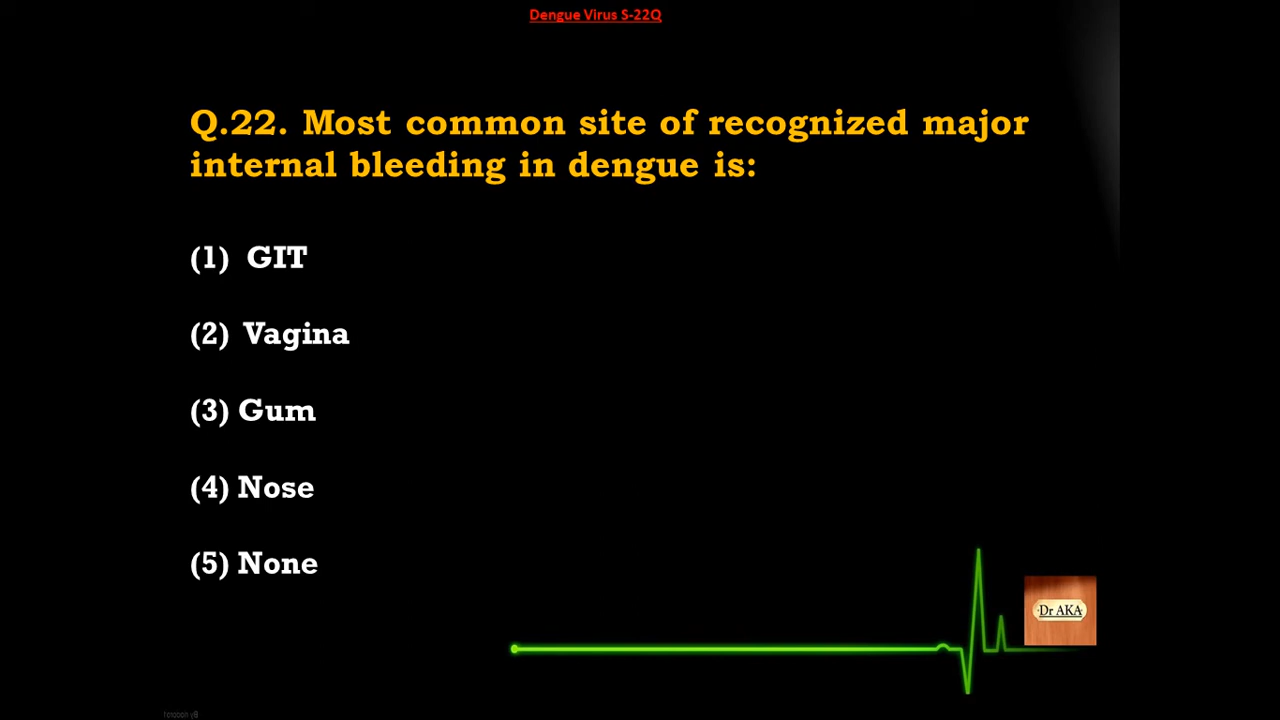 Dengue Virus S-22Q
Q.22. Most common site of recognized major
internal bleeding in dengue is:
(1) GIT
(2) Vagina
(3) Gum
(4) Nose
(5) None
Dr AKA